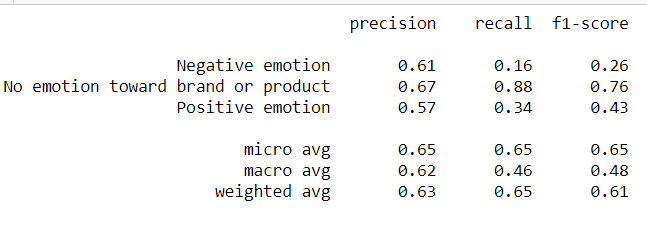 precision recall f1-score
Negative emotion 0.61 0.16 0.26
No emotion toward brand or product 0.67 0.88 0.76
Positive emotion 0.57 0.34 0.43
micro avg 0.65 0.65 0.65
macro avg 0.62 0.46 0.48
weighted avg 0.63 0.65 0.61